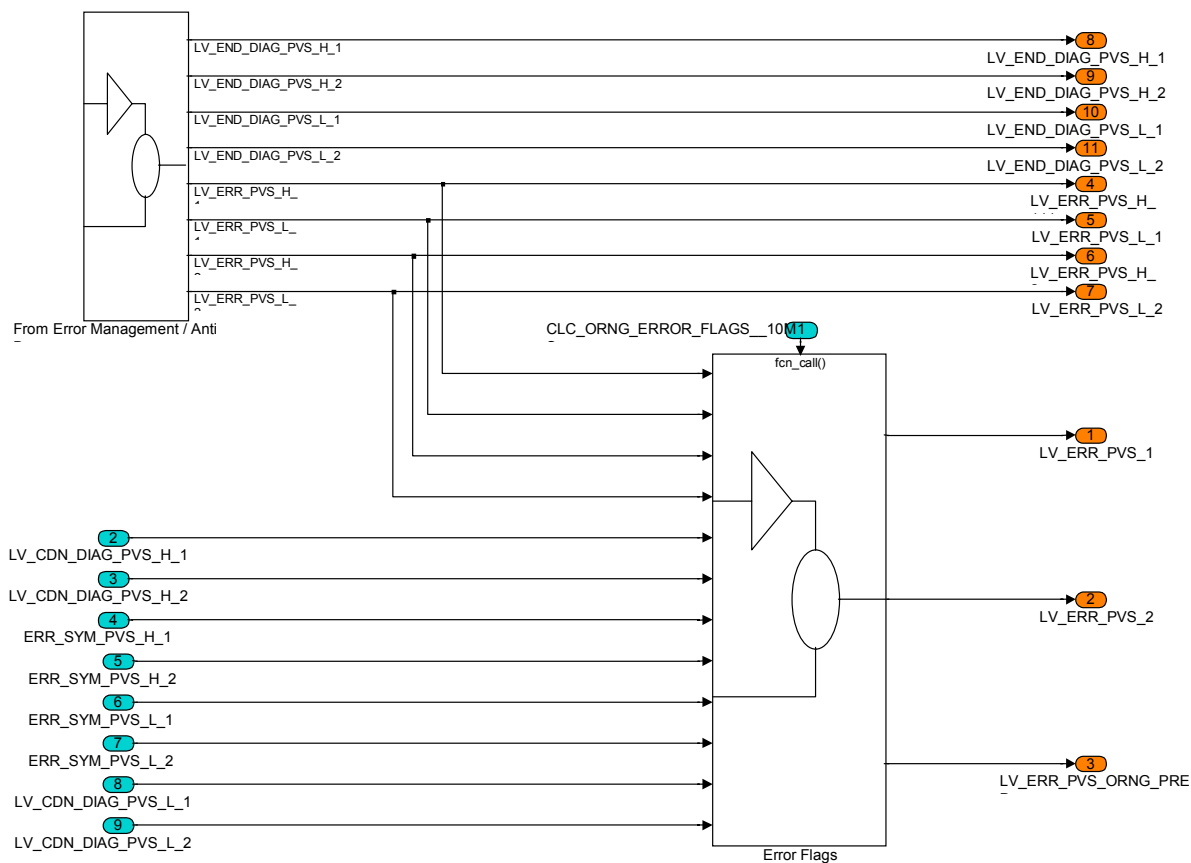 LV_END_DIAG_PVS_H_1
8
LV_END_DIAG_PVS_H_1
LV_END_DIAG_PVS_H_2
9
LV_END_DIAG_PVS_H_2
LV_END_DIAG_PVS_L_1
10
LV_END_DIAG_PVS_L_1
LV_END_DIAG_PVS_L_2
11
LV_END_DIAG_PVS_L_2
LV_ERR_PVS_H_
4
LV_ERR_PVS_H_
LV_ERR_PVS_L_
5
LV_ERR_PVS_L_1
LV_ERR_PVS_H_
6
LV_ERR_PVS_H_
LV_ERR_PVS_L_
7
LV_ERR_PVS_L_2
From Error Management / Anti
CLC_ORNG_ERROR_FLAGS__10M
1
fcn_call()
1
LV_ERR_PVS_1
2
LV_CDN_DIAG_PVS_H_1
3
LV_CDN_DIAG_PVS_H_2
2
LV_ERR_PVS_2
4
ERR_SYM_PVS_H_1
5
ERR_SYM_PVS_H_2
6
ERR_SYM_PVS_L_1
7
ERR_SYM_PVS_L_2
3
LV_ERR_PVS_ORNG_PRE
8
LV_CDN_DIAG_PVS_L_1
9
LV_CDN_DIAG_PVS_L_2
Error Flags